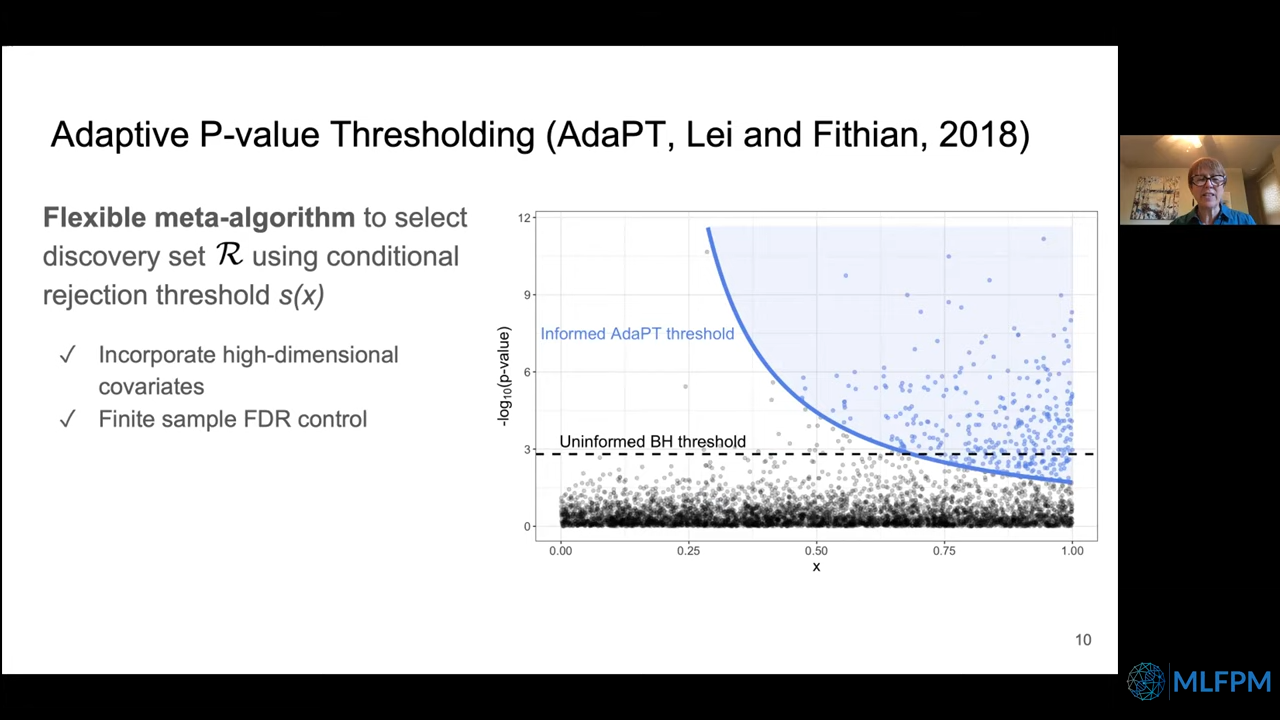 Adaptive P-value Thresholding (AdaPT, Lei and Fithian, 2018)
Flexible meta-algorithm to select
discovery set ℛ using conditional
rejection threshold s(x)
✓ Incorporate high-dimensional
covariates
✓ Finite sample FDR control
12
9
6
3
0
-log10(p-value)
Informed AdaPT threshold
Uninformed BH threshold
0.00 0.25 0.50 0.75 1.00
x
10
MLFPM